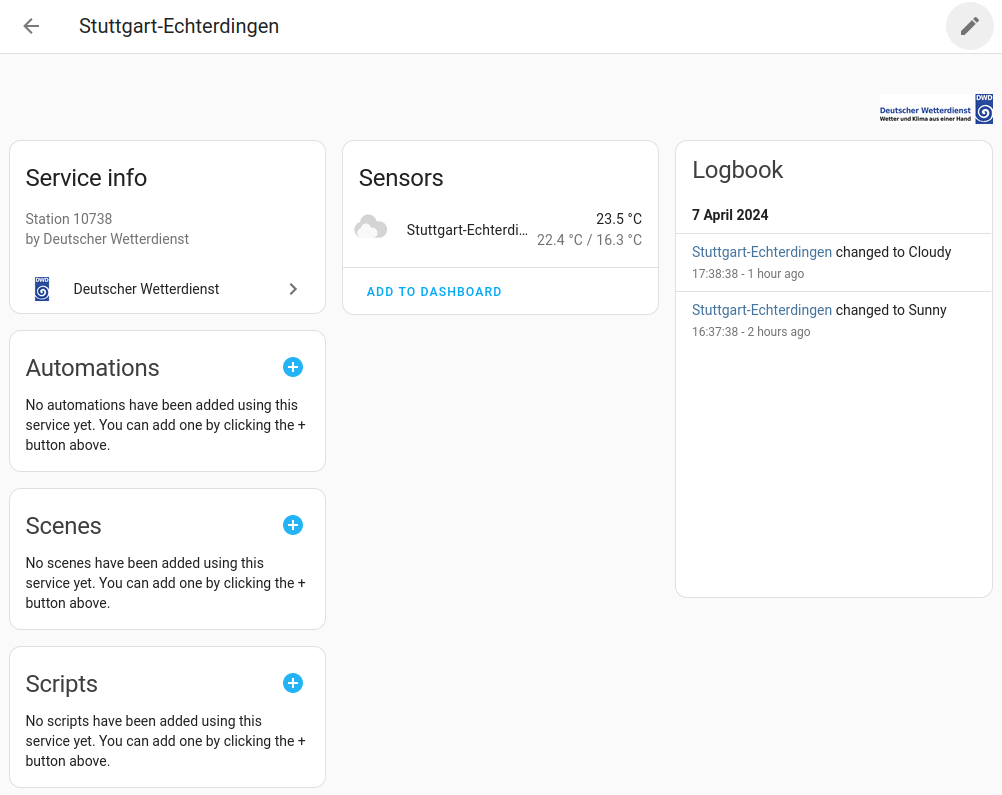 Stuttgart-Echterdingen
Deutscher Wetterdienst
Wetter und Klima aus einer Hand
DWD
Service info
Station 10738
by Deutscher Wetterdienst
DWD
Deutscher Wetterdienst
Automations
No automations have been added using this
service yet. You can add one by clicking the +
button above.
Scenes
No scenes have been added using this
service yet. You can add one by clicking the +
button above.
Scripts
No scripts have been added using this
service yet. You can add one by clicking the +
button above.
Sensors
Stuttgart-Echterdi...
23.5 °C
22.4 °C / 16.3 °C
ADD TO DASHBOARD
Logbook
7 April 2024
Stuttgart-Echterdingen changed to Cloudy
17:38:38 - 1 hour ago
Stuttgart-Echterdingen changed to Sunny
16:37:38 - 2 hours ago